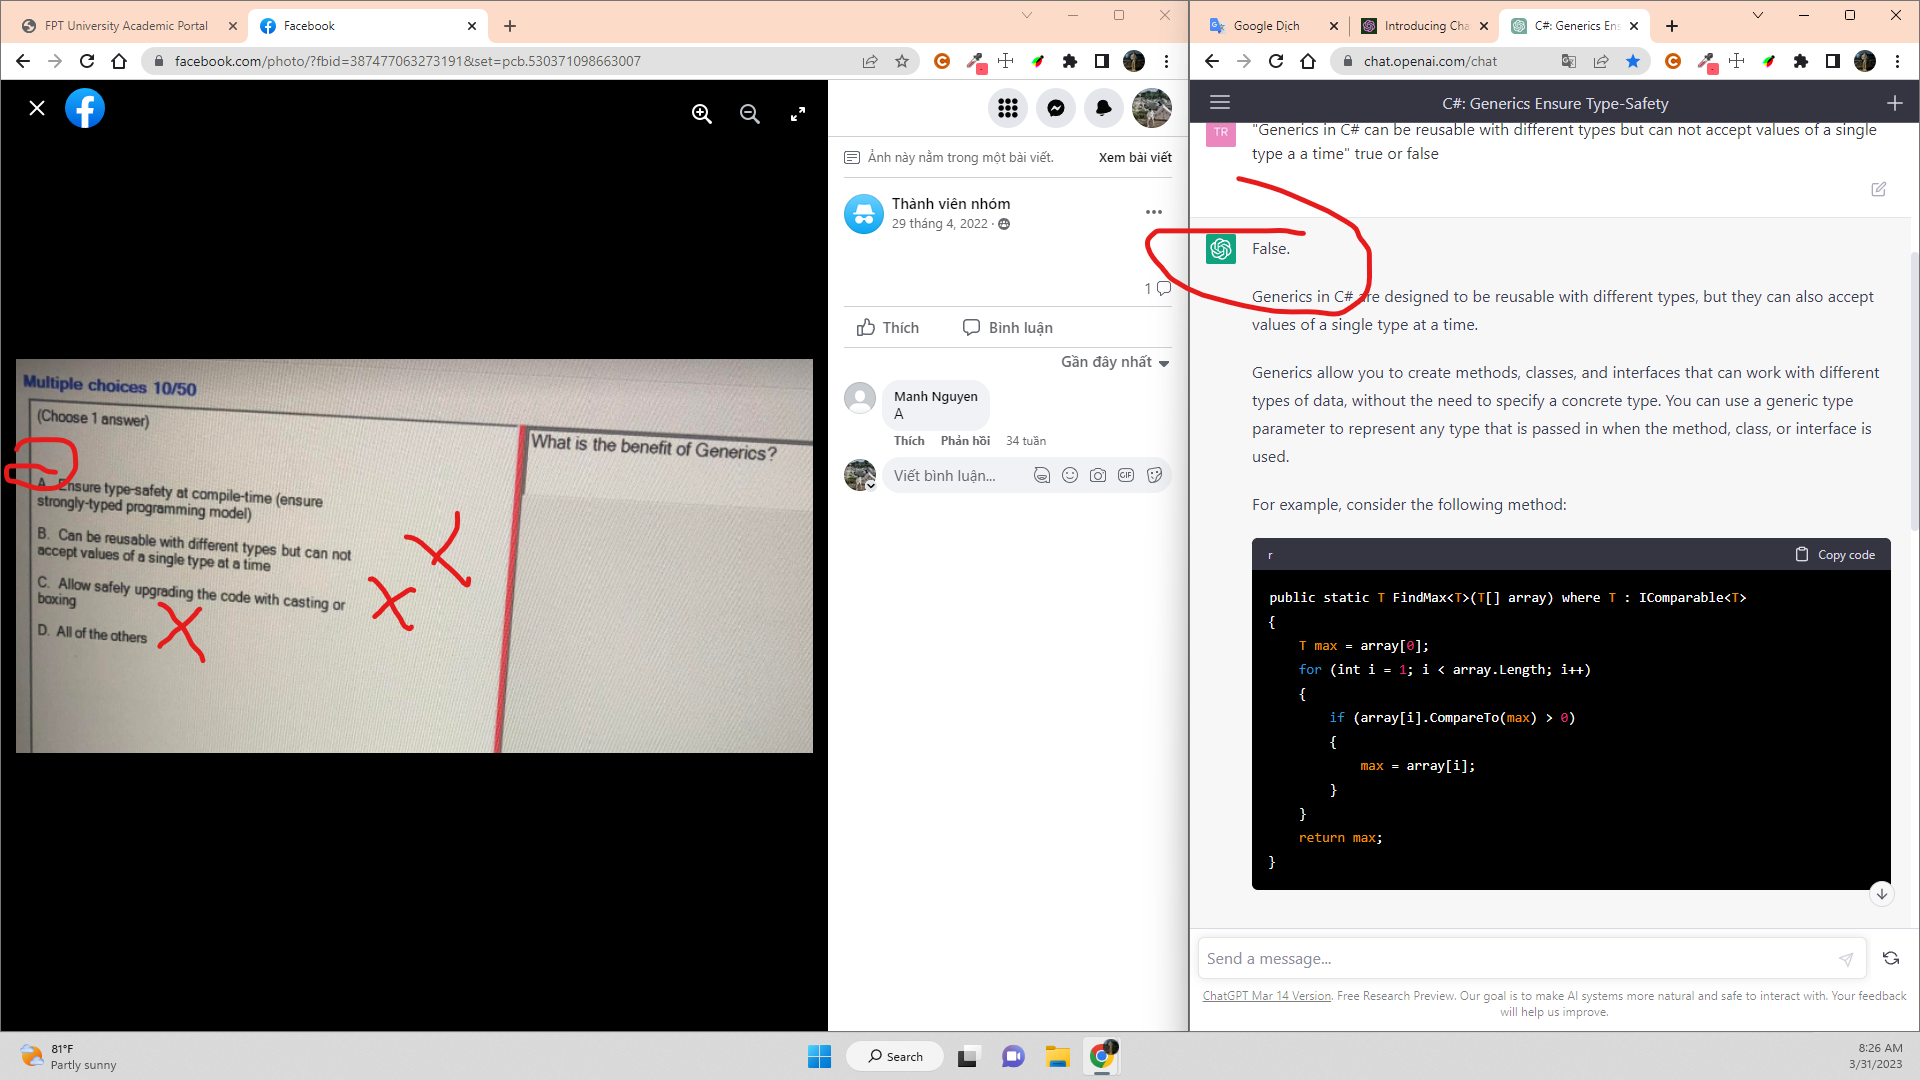 FPT University Academic Portal
Facebook
facebook.com/photo/?fbid=387477063273191&set=pcb.530371098663007
Ảnh này nằm trong một bài viết.
Xem bài viết
Thành viên nhóm
29 tháng 4, 2022 ·
1
Thích
Bình luận
Gần đây nhất
Manh Nguyen
A
Thích Phản hồi 34 tuần
Viết bình luận...
GIF
Multiple choices 10/50
(Choose 1 answer)
What is the benefit of Generics?
A. Ensure type-safety at compile-time (ensure
strongly-typed programming model)
B. Can be reusable with different types but can not
accept values of a single type at a time
C. Allow safely upgrading the code with casting or
boxing
D. All of the others
Google Dịch
Introducing Cha
C#: Generics Ens
chat.openai.com/chat
C#: Generics Ensure Type-Safety
TR
"Generics in C# can be reusable with different types but can not accept values of a single
type a a time" true or false
False.
Generics in C# are designed to be reusable with different types, but they can also accept
values of a single type at a time.
Generics allow you to create methods, classes, and interfaces that can work with different
types of data, without the need to specify a concrete type. You can use a generic type
parameter to represent any type that is passed in when the method, class, or interface is
used.
For example, consider the following method:
r
Copy code
public static T FindMax<T>(T[] array) where T : IComparable<T>
{
T max = array[0];
for (int i = 1; i < array.Length; i++)
{
if (array[i].CompareTo(max) > 0)
{
max = array[i];
}
}
return max;
}
Send a message...
ChatGPT Mar 14 Version. Free Research Preview. Our goal is to make AI systems more natural and safe to interact with. Your feedback
will help us improve.
81°F
Partly sunny
Search
8:26 AM
3/31/2023